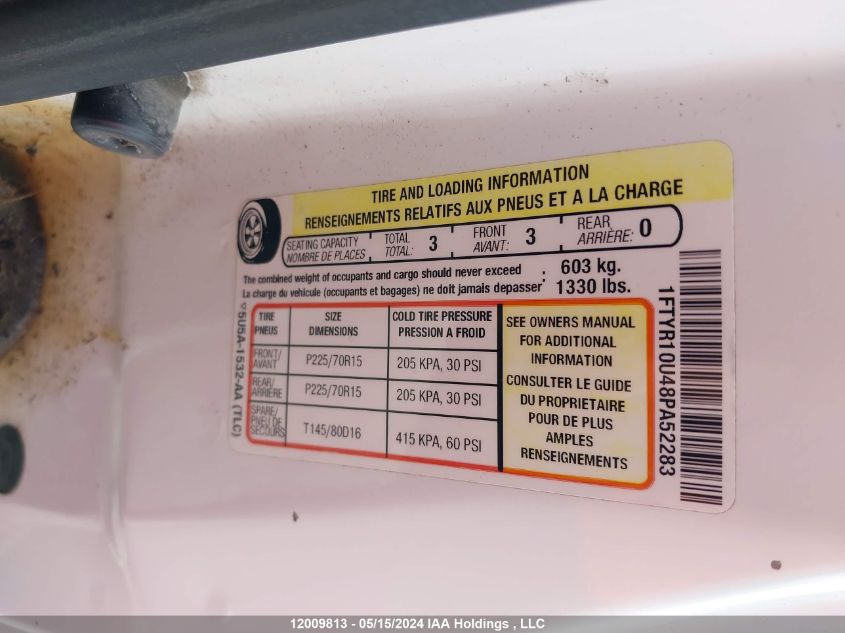 TIRE AND LOADING INFORMATION
RENSEIGNEMENTS RELATIFS AUX PNEUS ET A LA CHARGE
SEATING CAPACITY
NOMBRE DE PLACES
TOTAL
TOTAL: 3
FRONT
AVANT: 3
REAR
ARRIÈRE: 0
The combined weight of occupants and cargo should never exceed : 603 kg.
La charge du véhicule (occupants et bagages) ne doit jamais depasser 1330 lbs.
TIRE
PNEUS
SIZE
DIMENSIONS
COLD TIRE PRESSURE
PRESSION A FROID
FRONT/
AVANT
P225/70R15
205 KPA, 30 PSI
REAR/
ARRIÈRE
P225/70R15
205 KPA, 30 PSI
SPARE/
PNEU DE
SECOURS
T145/80D16
415 KPA, 60 PSI
SEE OWNERS MANUAL
FOR ADDITIONAL
INFORMATION
CONSULTER LE GUIDE
DU PROPRIETAIRE
POUR DE PLUS
AMPLES
RENSEIGNEMENTS
5U5A-1532-AA (TLC)
1FTYR10U48PA52283
12009813 - 05/15/2024 IAA Holdings , LLC